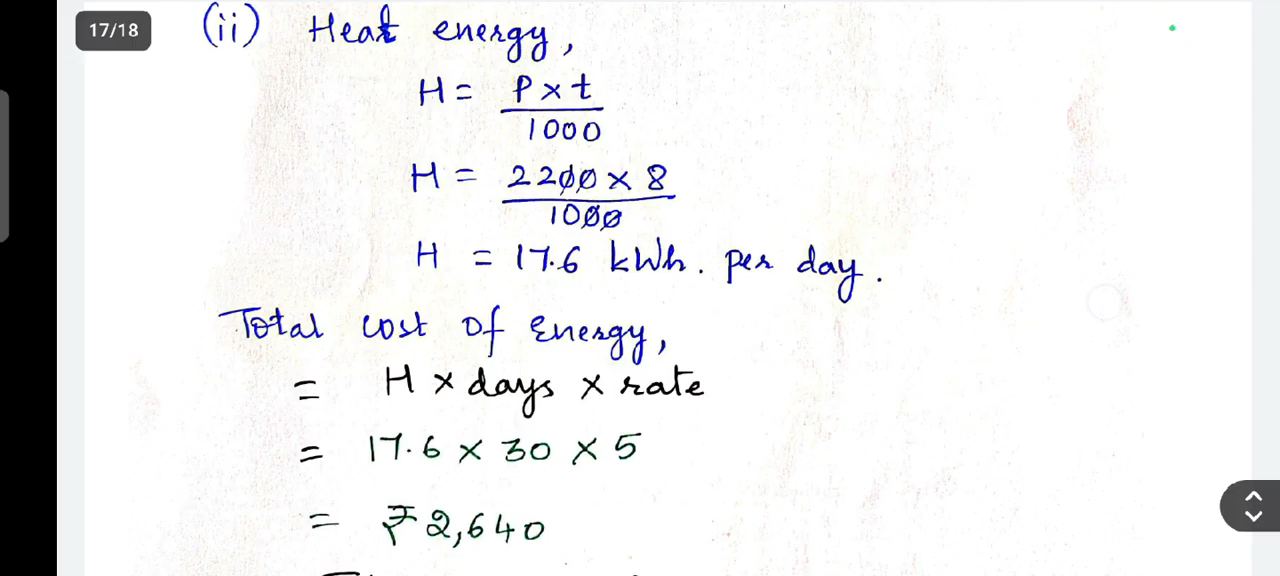 17/18
(ii) Heat energy,
H = P × t / 1000
H = 2200 × 8 / 1000
H = 17.6 kWh. per day.
Total cost of Energy,
= H × days × rate
= 17.6 × 30 × 5
= ₹ 2,640